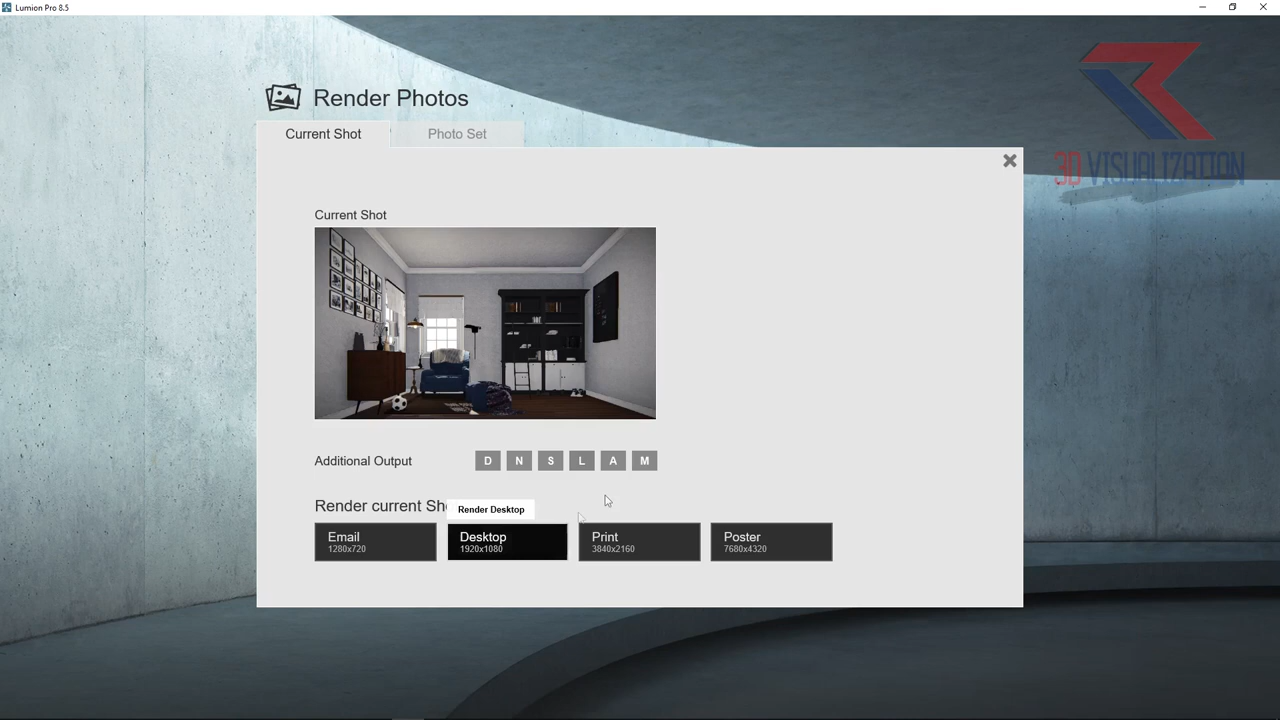 Lumion Pro 8.5
Render Photos
Current Shot
Photo Set
3D VISUALIZATION
Current Shot
Additional Output
D N S L A M
Render current Sh
Render Desktop
Email
1280x720
Desktop
1920x1080
Print
3840x2160
Poster
7680x4320